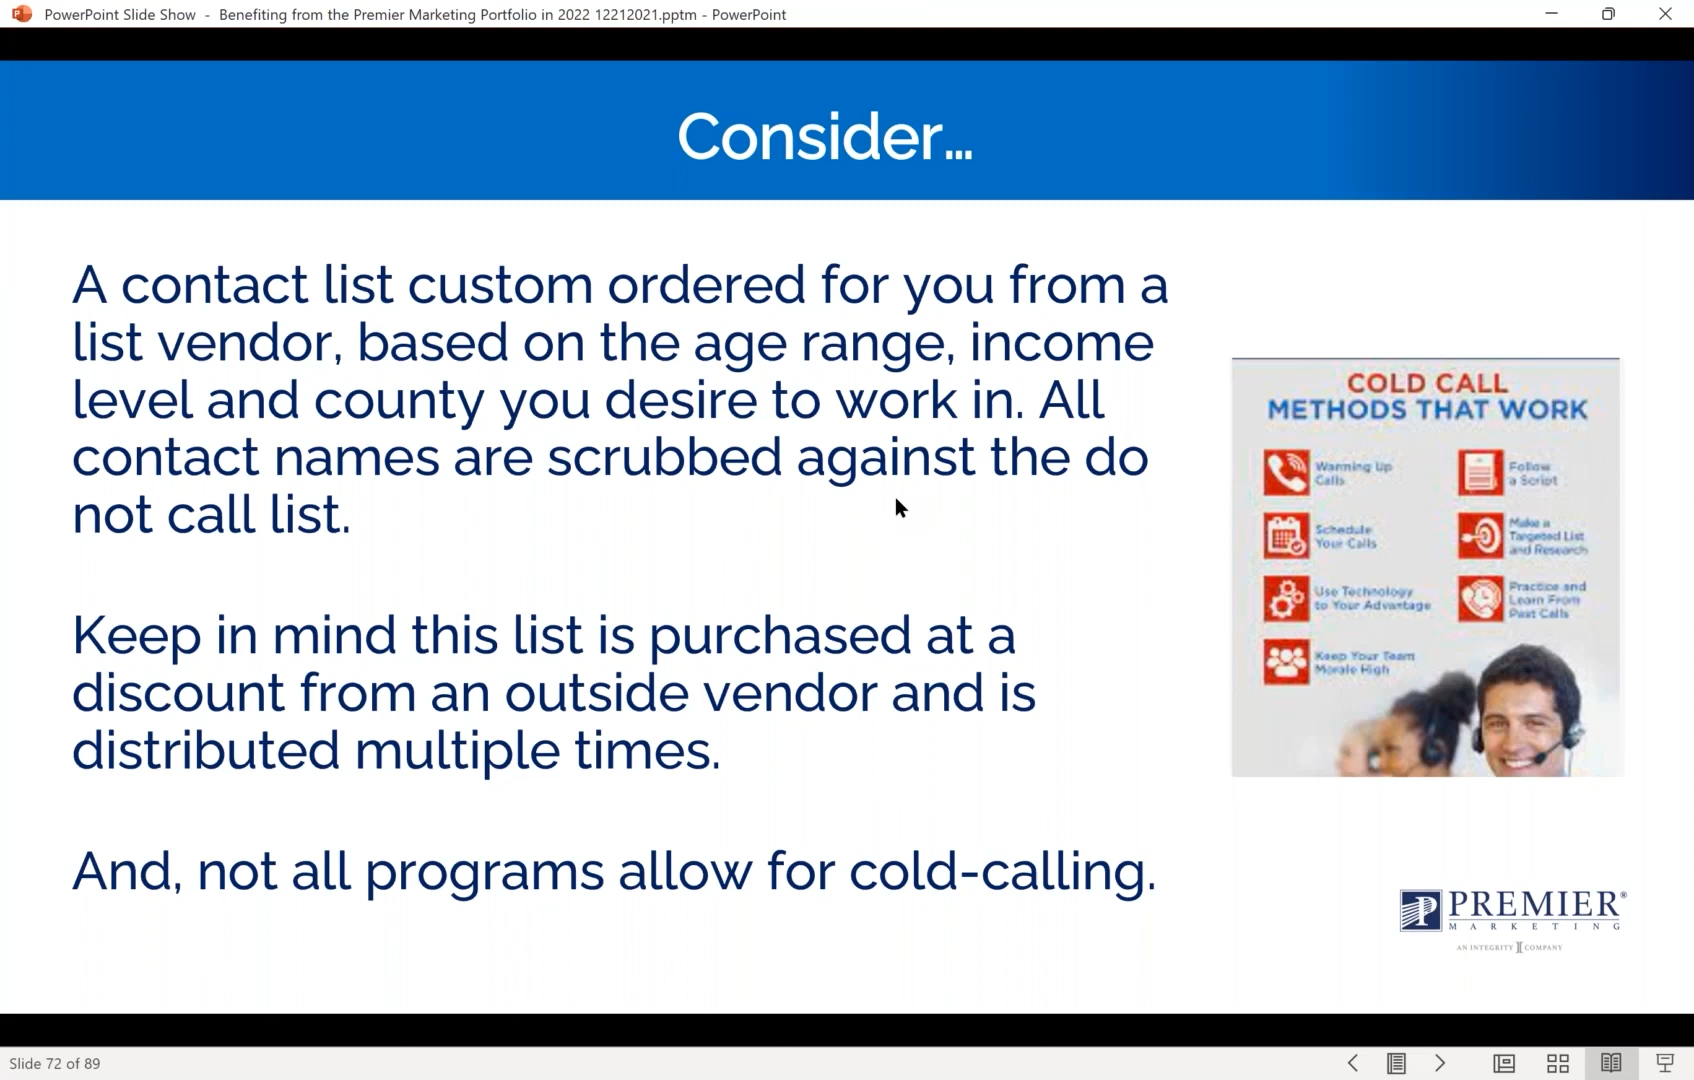 PowerPoint Slide Show - Benefiting from the Premier Marketing Portfolio in 2022 12212021.pptm - PowerPoint
Consider...
A contact list custom ordered for you from a
list vendor, based on the age range, income
level and county you desire to work in. All
contact names are scrubbed against the do
not call list.
Keep in mind this list is purchased at a
discount from an outside vendor and is
distributed multiple times.
And, not all programs allow for cold-calling.
COLD CALL
METHODS THAT WORK
Warming Up
Calls
Follow
a Script
Schedule
Your Calls
Make a
Targeted List
and Research
Use Technology
to Your Advantage
Practice and
Learn From
Past Calls
Keep Your Team
Morale High
PREMIER®
MARKETING
AN INTEGRITY COMPANY
Slide 72 of 89